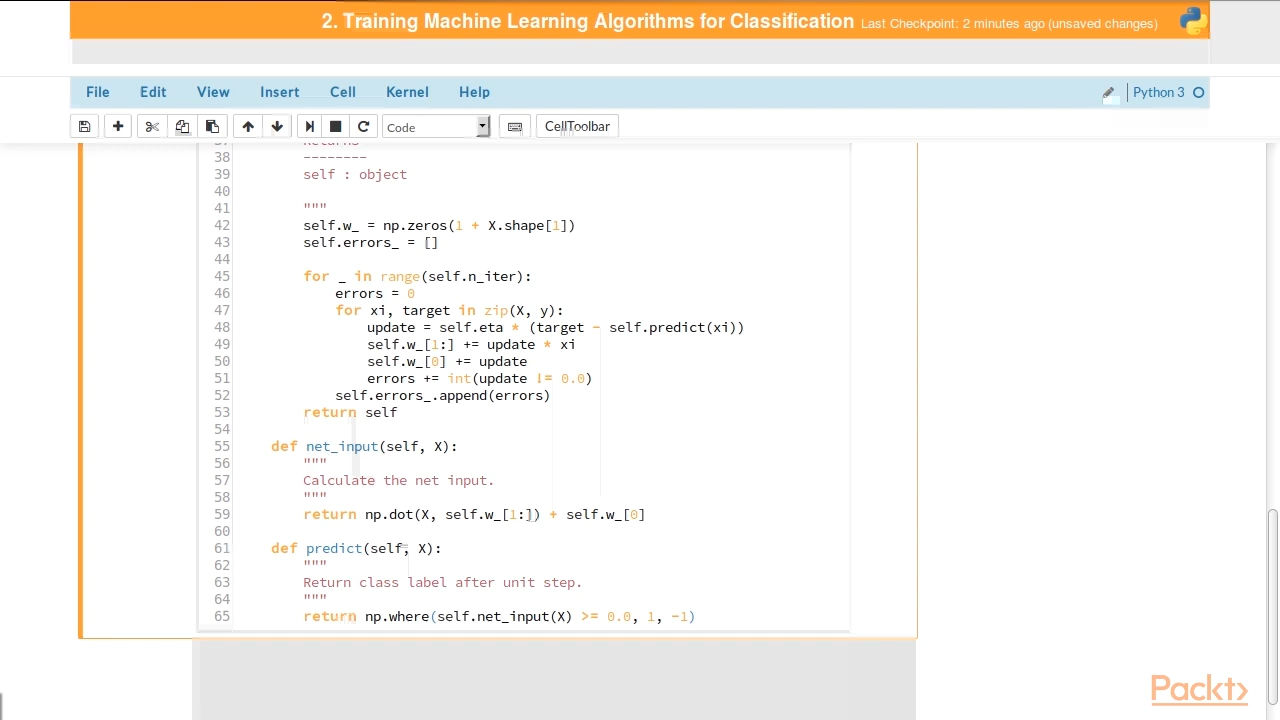 2. Training Machine Learning Algorithms for Classification Last Checkpoint: 2 minutes ago (unsaved changes)
File Edit View Insert Cell Kernel Help Python 3
Code CellToolbar
37 Returns
38 --------
39 self : object
40
41 """
42 self.w_ = np.zeros(1 + X.shape[1])
43 self.errors_ = []
44
45 for _ in range(self.n_iter):
46 errors = 0
47 for xi, target in zip(X, y):
48 update = self.eta * (target - self.predict(xi))
49 self.w_[1:] += update * xi
50 self.w_[0] += update
51 errors += int(update != 0.0)
52 self.errors_.append(errors)
53 return self
54
55 def net_input(self, X):
56 """
57 Calculate the net input.
58 """
59 return np.dot(X, self.w_[1:]) + self.w_[0]
60
61 def predict(self, X):
62 """
63 Return class label after unit step.
64 """
65 return np.where(self.net_input(X) >= 0.0, 1, -1)
Packt>